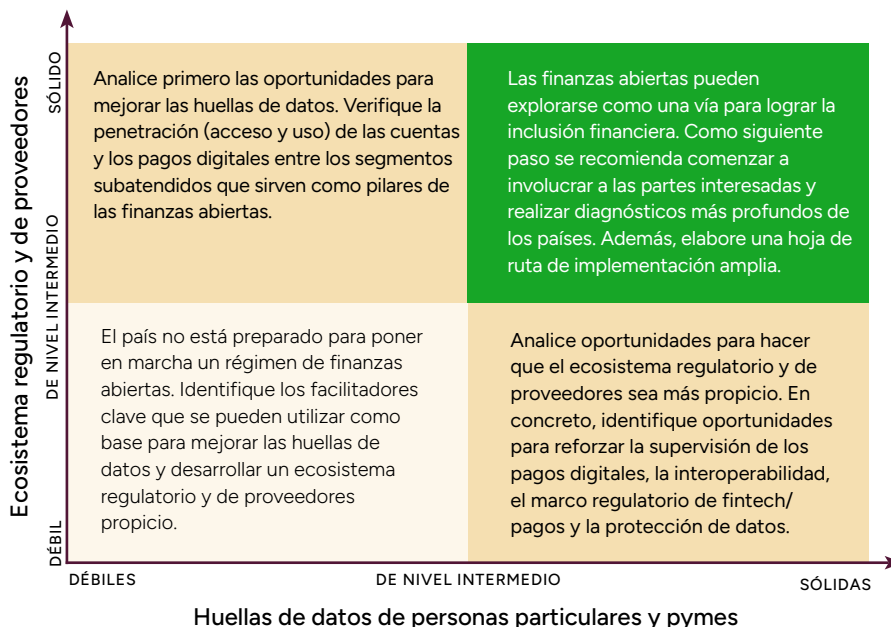 Ecosistema regulatorio y de proveedores
SÓLIDO
DE NIVEL INTERMEDIO
DÉBIL
Analice primero las oportunidades para
mejorar las huellas de datos. Verifique la
penetración (acceso y uso) de las cuentas
y los pagos digitales entre los segmentos
subatendidos que sirven como pilares de
las finanzas abiertas.
Las finanzas abiertas pueden
explorarse como una vía para lograr la
inclusión financiera. Como siguiente
paso se recomienda comenzar a
involucrar a las partes interesadas y
realizar diagnósticos más profundos de
los países. Además, elabore una hoja de
ruta de implementación amplia.
El país no está preparado para poner
en marcha un régimen de finanzas
abiertas. Identifique los facilitadores
clave que se pueden utilizar como
base para mejorar las huellas de
datos y desarrollar un ecosistema
regulatorio y de proveedores
propicio.
Analice oportunidades para hacer
que el ecosistema regulatorio y de
proveedores sea más propicio. En
concreto, identifique oportunidades
para reforzar la supervisión de los
pagos digitales, la interoperabilidad,
el marco regulatorio de fintech/
pagos y la protección de datos.
DÉBILES
DE NIVEL INTERMEDIO
SÓLIDAS
Huellas de datos de personas particulares y pymes